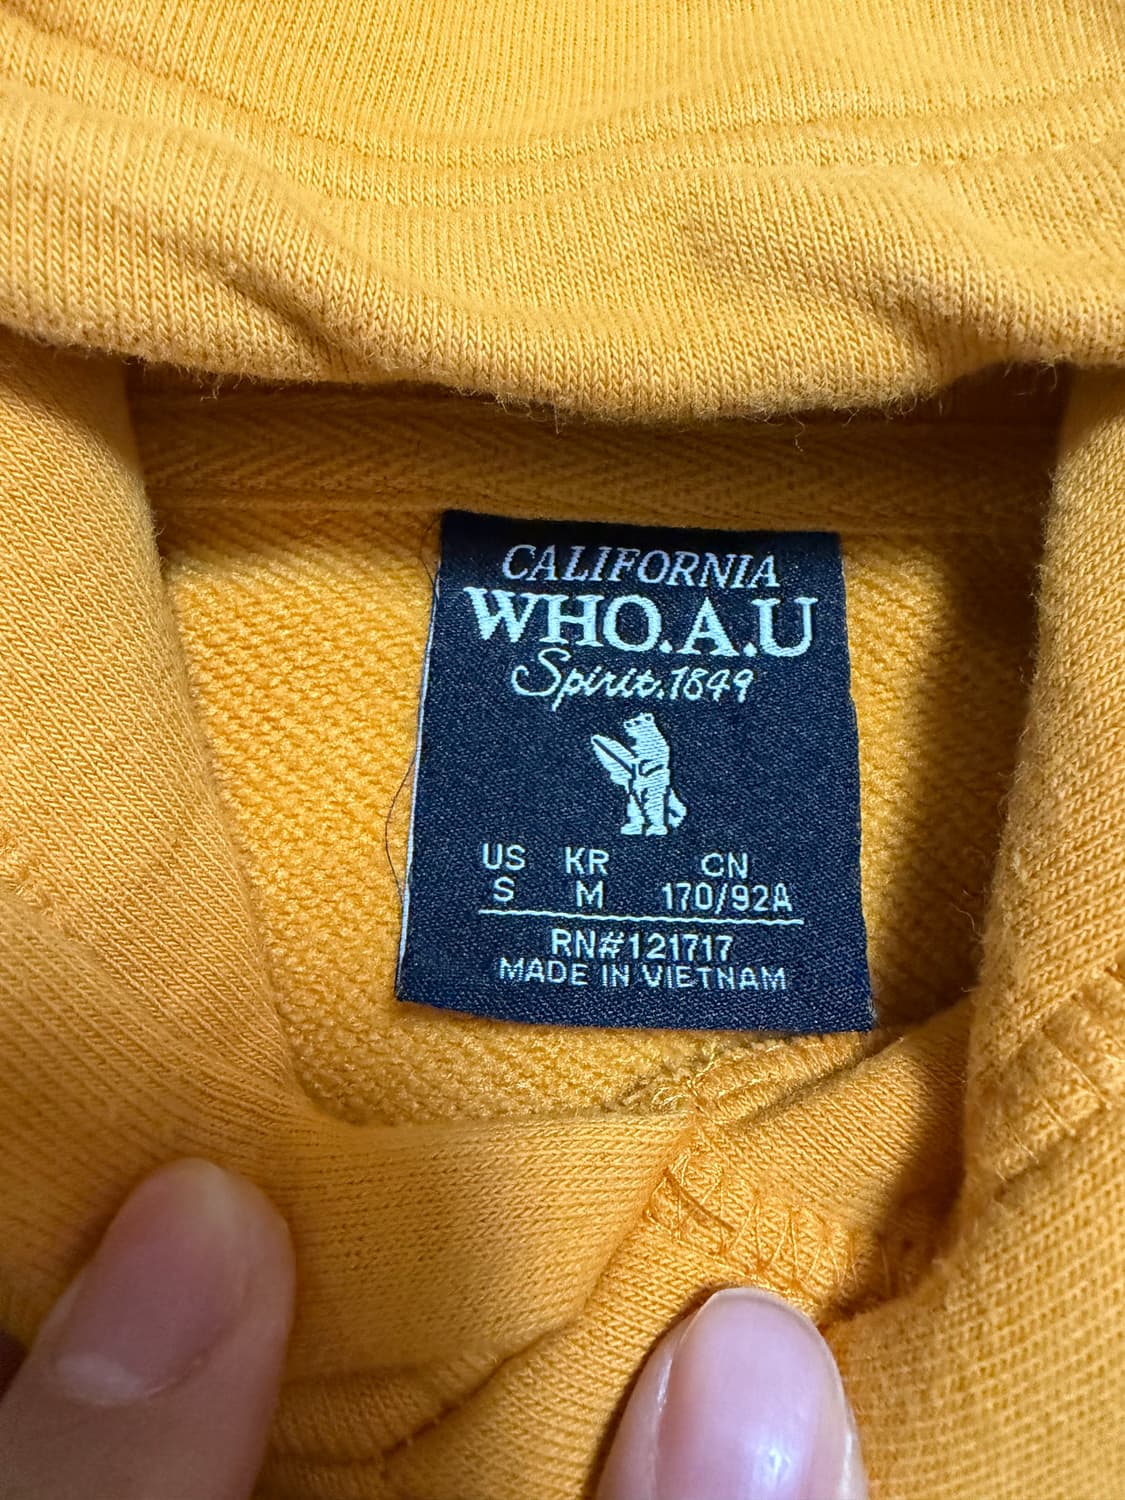 CALIFORNIA
WHO.A.U
Spirit.1849
US KR CN
S M 170/92A
RN#121717
MADE IN VIETNAM